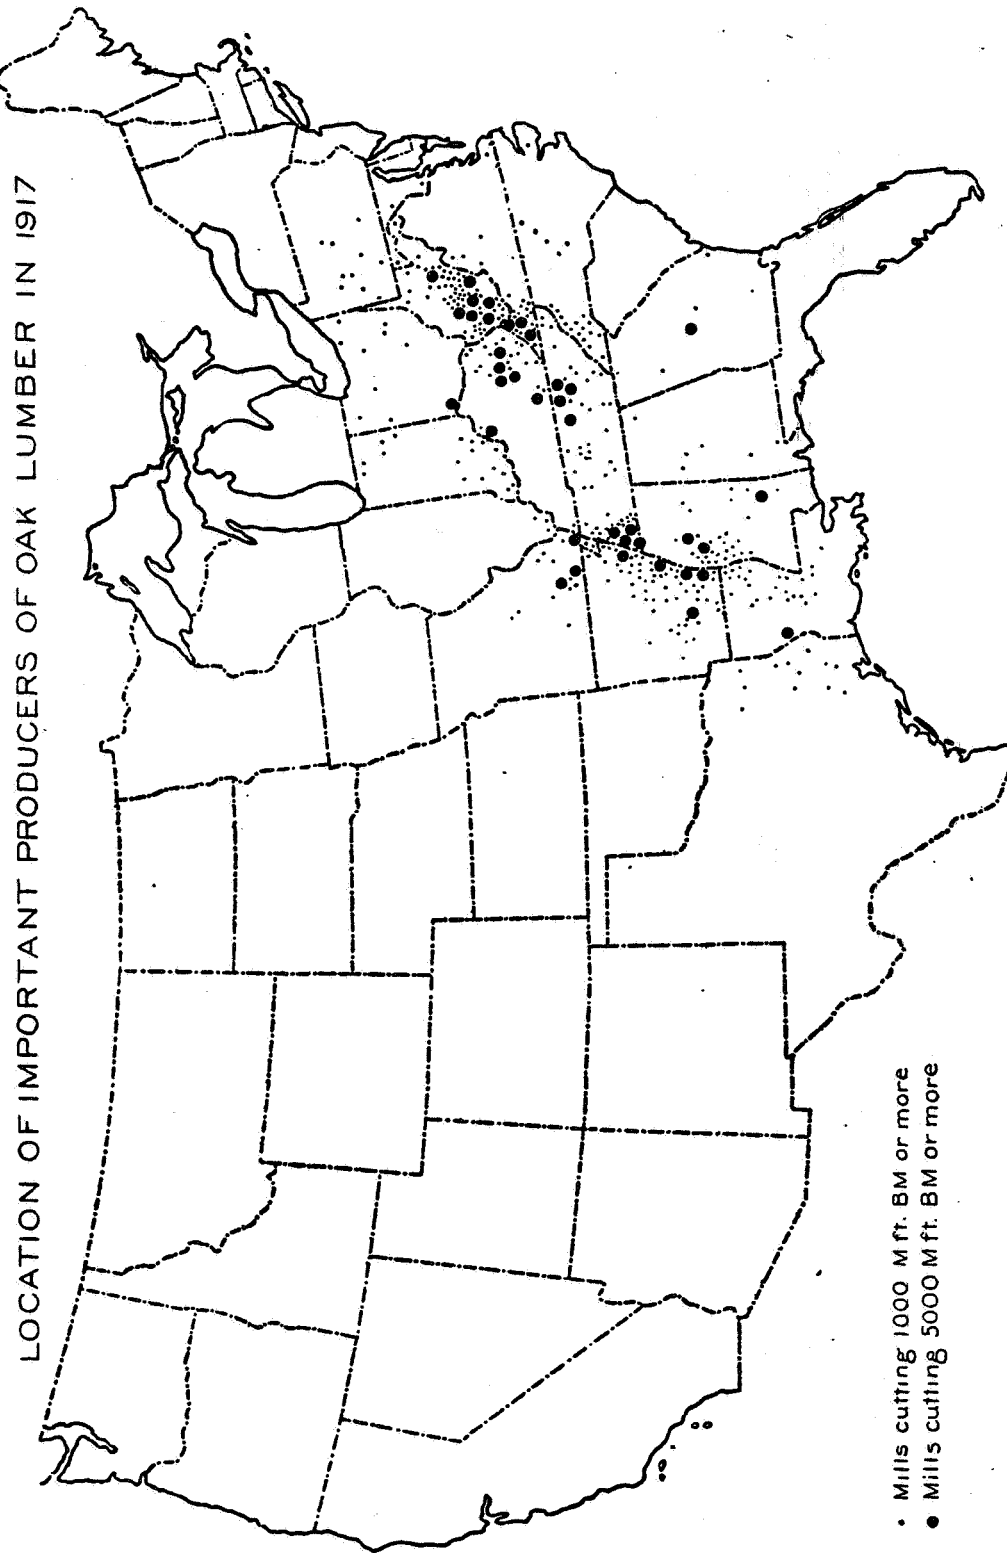 LOCATION OF IMPORTANT PRODUCERS OF OAK LUMBER IN 1917
Mills cutting 1000 M ft. BM or more
Mills cutting 5000 M ft. BM or more